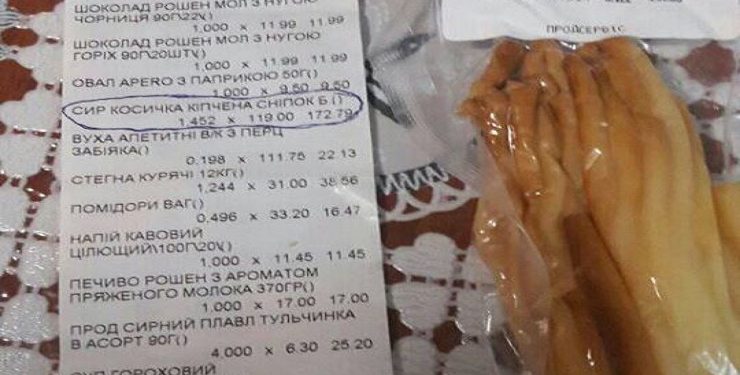 ШОКОЛАД РОШЕН МОЛ З НУГОЮ
ЧОРНИЦЯ 90Г\22\()
1,000 x 11.99 11.99
ШОКОЛАД РОШЕН МОЛ З НУГОЮ
ГОРІХ 90Г\20ШТ\()
1,000 x 11.99 11.99
ОВАЛ APERO З ПАПРИКОЮ 50Г()
1,000 x 9.50 9.50
СИР КОСИЧКА КІПЧЕНА СНІПОК Б.()
1,452 x 119.00 172.79
ВУХА АПЕТИТНІ В/К З ПЕРЦ
ЗАБІЯКА()
0,198 x 111.75 22.13
СТЕГНА КУРЯЧІ 12КГ()
1,244 x 31.00 38.56
ПОМІДОРИ ВАГ()
0,496 x 33.20 16.47
НАПІЙ КАВОВИЙ
ЦІЛЮЩИЙ\100Г\20\()
1,000 x 11.45 11.45
ПЕЧИВО РОШЕН З АРОМАТОМ
ПРЯЖЕНОГО МОЛОКА 370ГР()
1,000 x 17.00 17.00
ПРОД СИРНИЙ ПЛАВЛ ТУЛЬЧИНКА
В АСОРТ 90Г()
4,000 x 6.30 25.20
СУП ГОРОХОВИЙ
ПРОДСЕРВІС